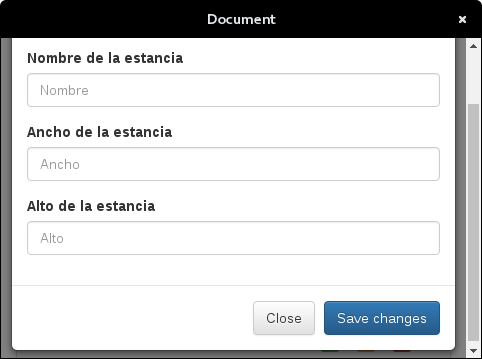 Document
Nombre de la estancia
Nombre
Ancho de la estancia
Ancho
Alto de la estancia
Alto
Close Save changes